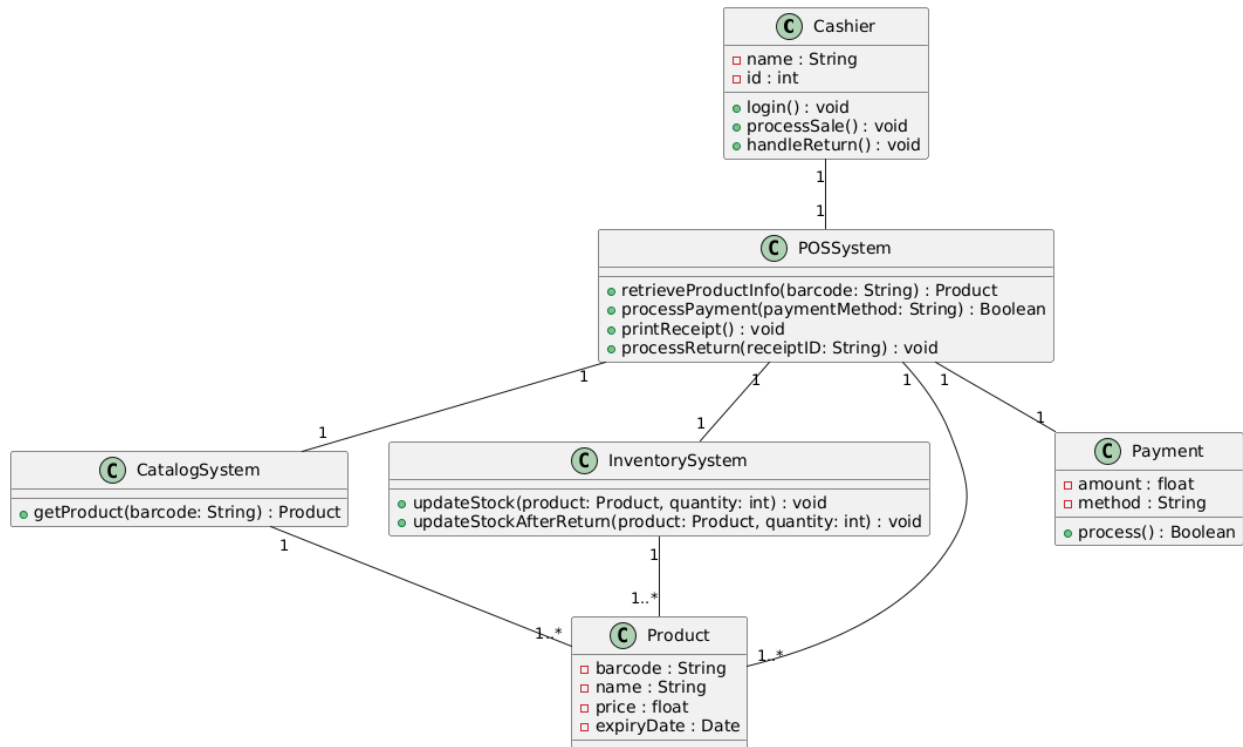 C Cashier
name : String
id : int
login() : void
processSale() : void
handleReturn() : void
1
1
C POSSystem
retrieveProductInfo(barcode: String) : Product
processPayment(paymentMethod: String) : Boolean
printReceipt() : void
processReturn(receiptID: String) : void
1
1
1
1
1
1
1
C CatalogSystem
getProduct(barcode: String) : Product
C InventorySystem
updateStock(product: Product, quantity: int) : void
updateStockAfterReturn(product: Product, quantity: int) : void
C Payment
amount : float
method : String
process() : Boolean
1
1
1..*
1..*
1..*
C Product
barcode : String
name : String
price : float
expiryDate : Date